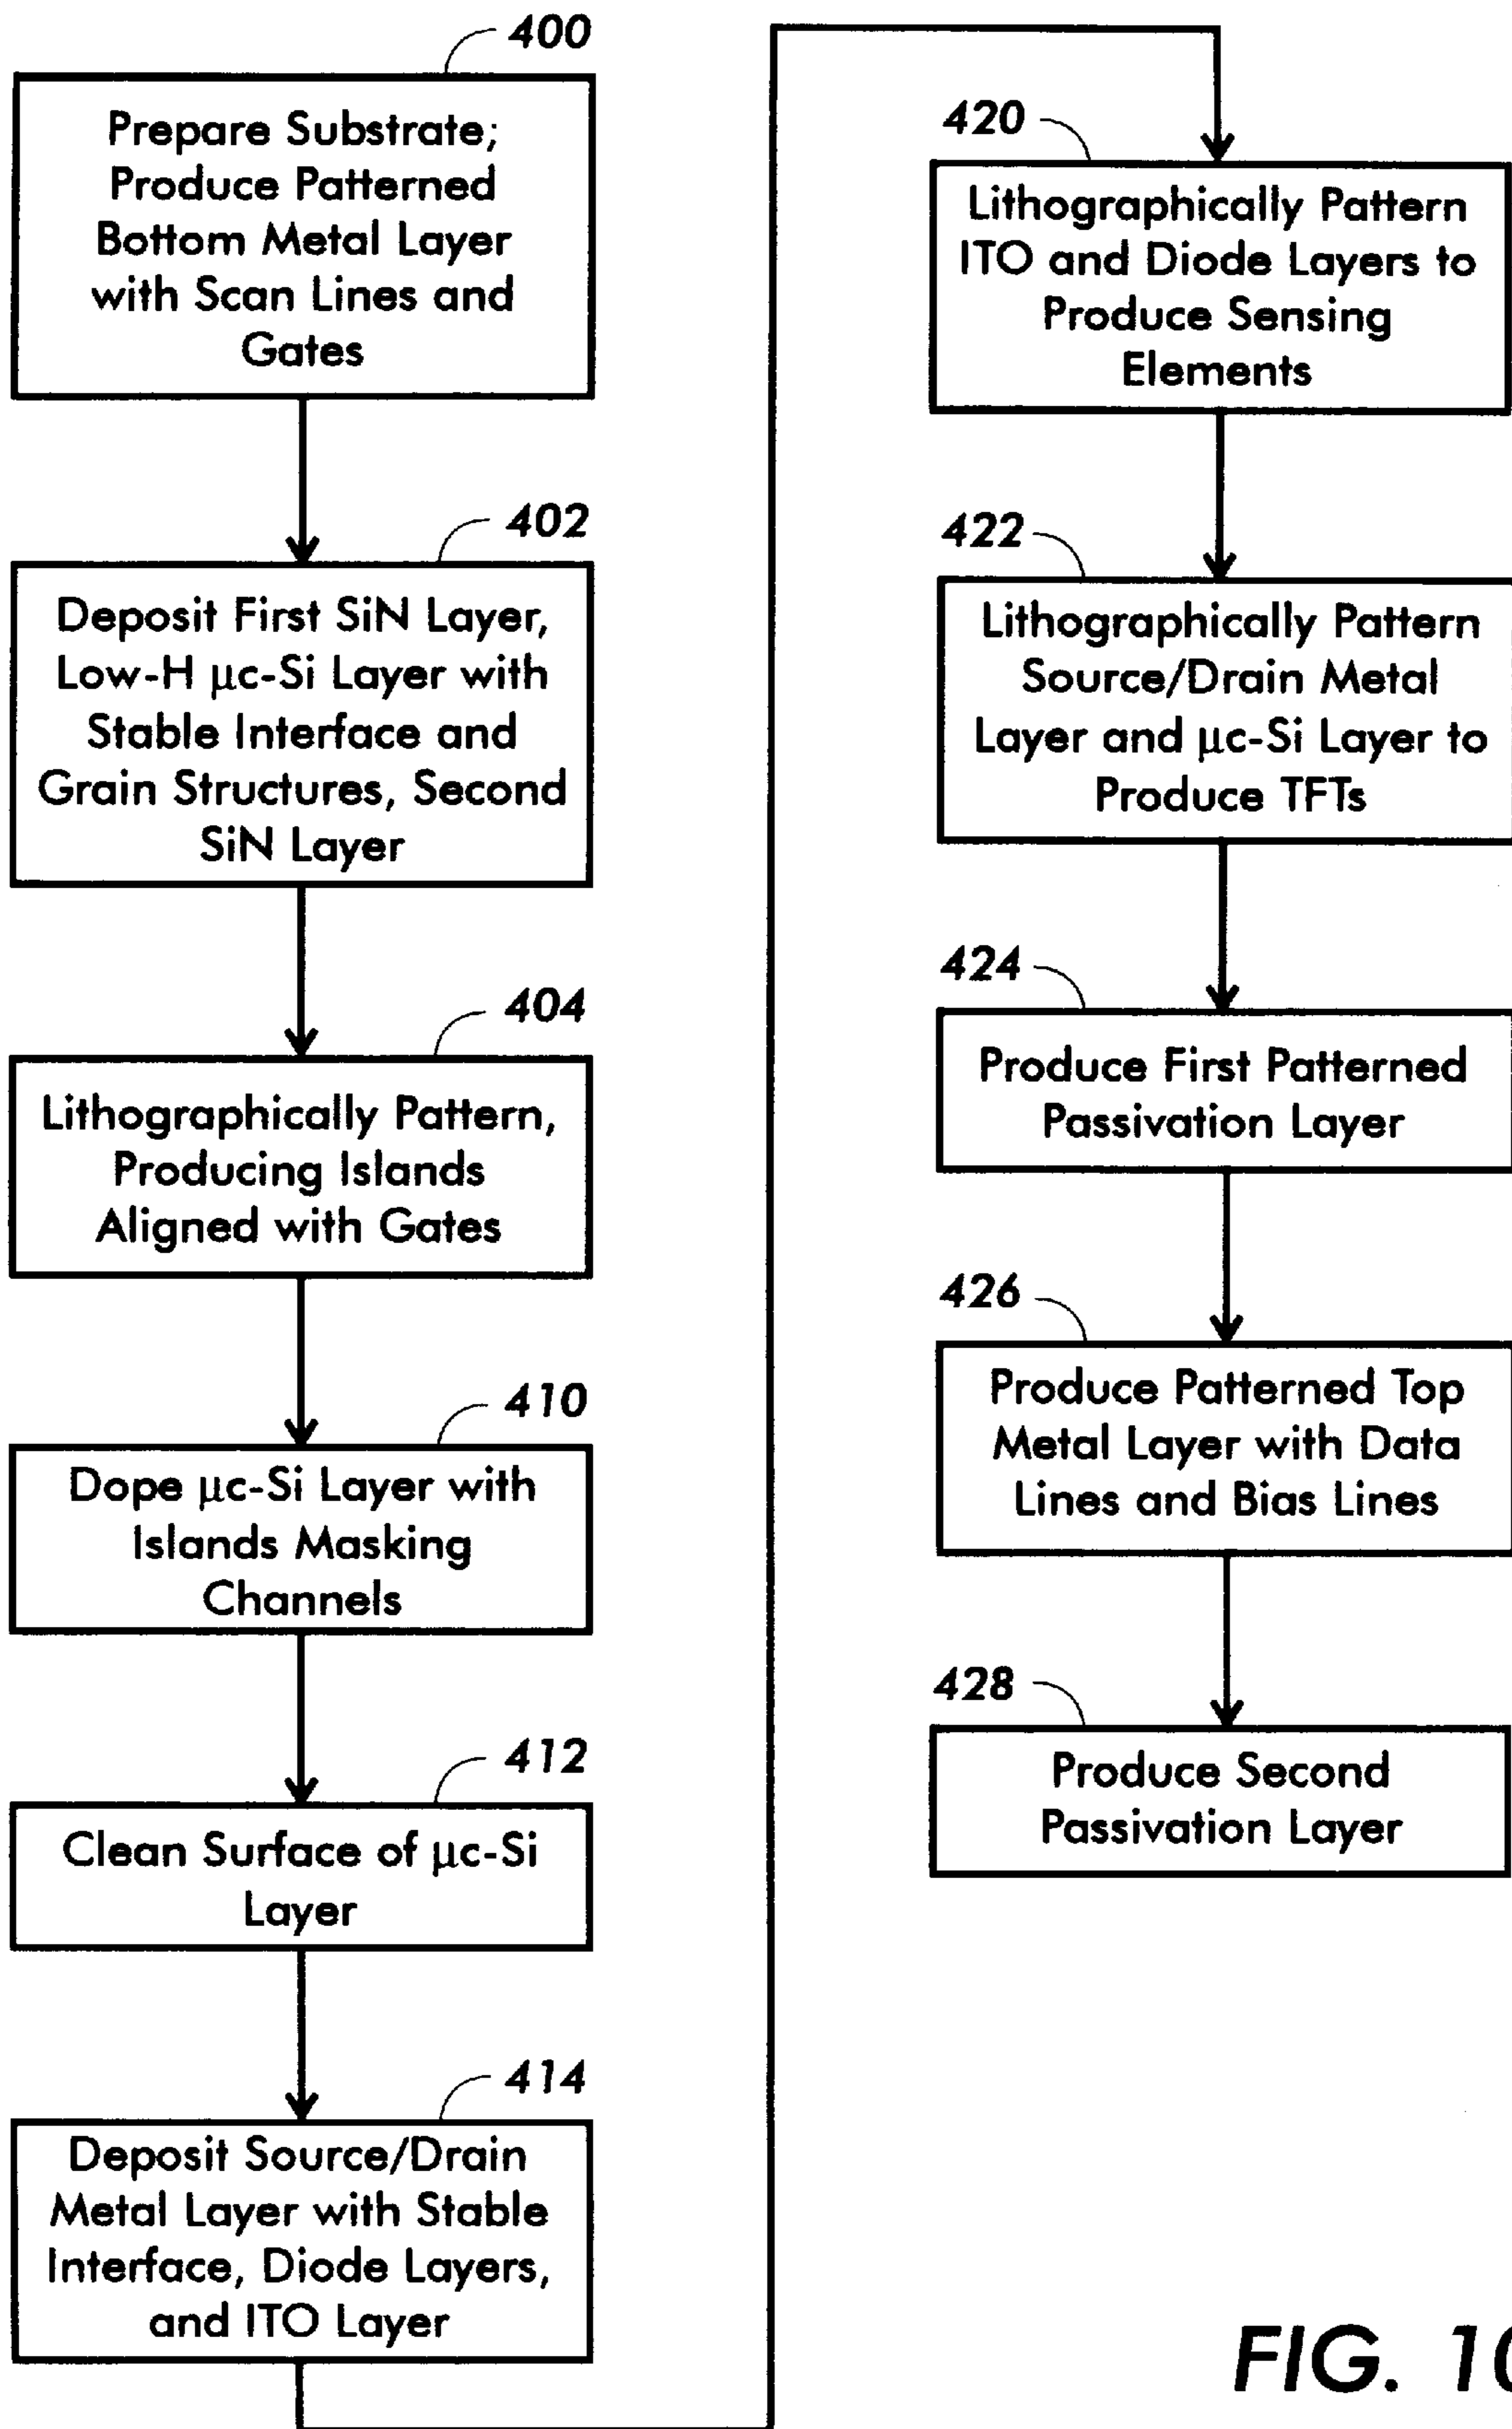 400
Prepare Substrate;
Produce Patterned
Bottom Metal Layer
with Scan Lines and
Gates
402
Deposit First SiN Layer,
Low-H µc-Si Layer with
Stable Interface and
Grain Structures, Second
SiN Layer
404
Lithographically Pattern,
Producing Islands
Aligned with Gates
410
Dope µc-Si Layer with
Islands Masking
Channels
412
Clean Surface of µc-Si
Layer
414
Deposit Source/Drain
Metal Layer with Stable
Interface, Diode Layers,
and ITO Layer
420
Lithographically Pattern
ITO and Diode Layers to
Produce Sensing
Elements
422
Lithographically Pattern
Source/Drain Metal
Layer and µc-Si Layer to
Produce TFTs
424
Produce First Patterned
Passivation Layer
426
Produce Patterned Top
Metal Layer with Data
Lines and Bias Lines
428
Produce Second
Passivation Layer
FIG. 10